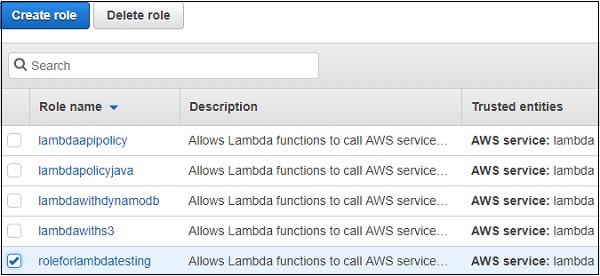 Create role Delete role
Search
Role name Description Trusted entities
lambdaapipolicy Allows Lambda functions to call AWS service... AWS service: lambda
lambdapolicyjava Allows Lambda functions to call AWS service... AWS service: lambda
lambdawithdynamodb Allows Lambda functions to call AWS service... AWS service: lambda
lambdawiths3 Allows Lambda functions to call AWS service... AWS service: lambda
roleforlambdatesting Allows Lambda functions to call AWS service... AWS service: lambda